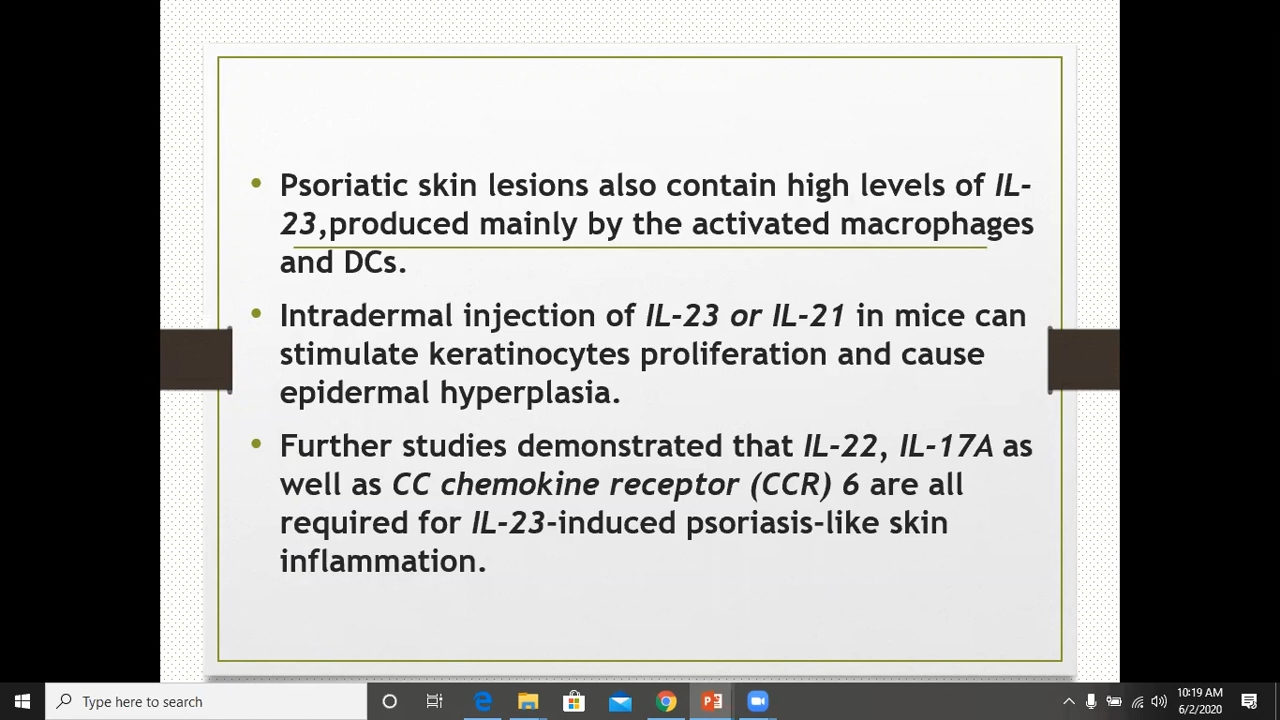 • Psoriatic skin lesions also contain high levels of IL-
23,produced mainly by the activated macrophages
and DCs.
• Intradermal injection of IL-23 or IL-21 in mice can
stimulate keratinocytes proliferation and cause
epidermal hyperplasia.
• Further studies demonstrated that IL-22, IL-17A as
well as CC chemokine receptor (CCR) 6 are all
required for IL-23-induced psoriasis-like skin
inflammation.
Type here to search
10:19 AM
6/2/2020